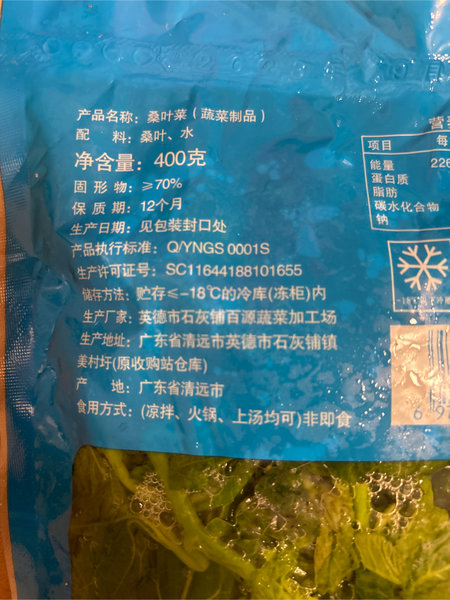 产品名称：桑叶菜（蔬菜制品）
配　　料：桑叶、水
净含量：400克
固 形 物：≥70%
保 质 期：12个月
生产日期：见包装封口处
产品执行标准：Q/YNGS 0001S
生产许可证号：SC11644188101655
储存方法：贮存≤-18℃的冷库(冻柜)内
生产厂家：英德市石灰铺百源蔬菜加工场
生产地址：广东省清远市英德市石灰铺镇
美村圩(原收购站仓库)
产　　地：广东省清远市
食用方式：(凉拌、火锅、上汤均可)非即食
营
项目 每
能量 226
蛋白质
脂肪
碳水化合物
钠